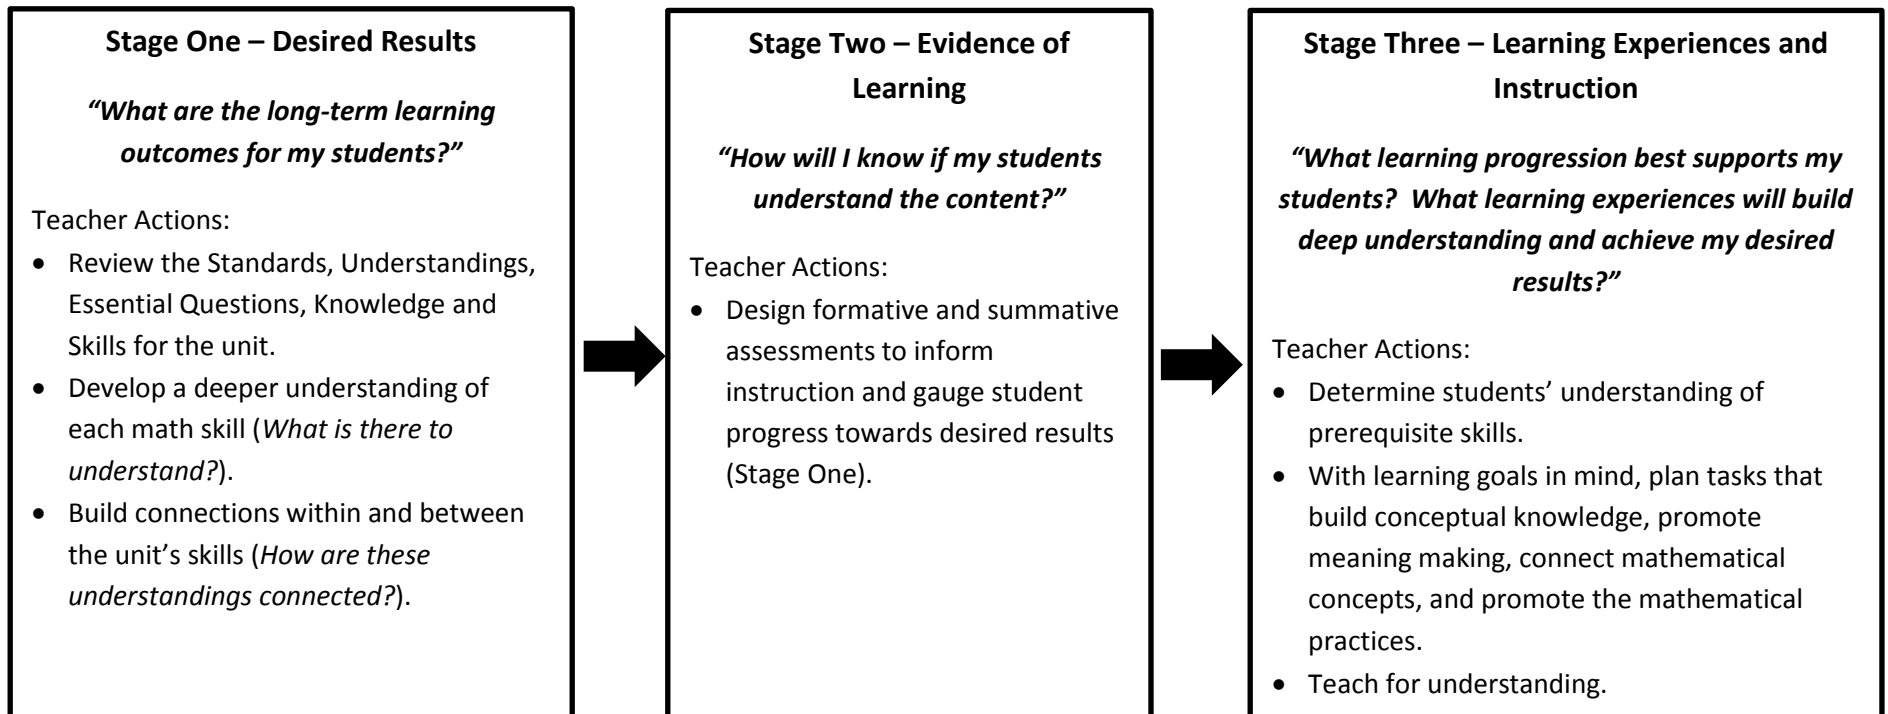 Stage One – Desired Results
“What are the long-term learning
outcomes for my students?”
Teacher Actions:
• Review the Standards, Understandings,
Essential Questions, Knowledge and
Skills for the unit.
• Develop a deeper understanding of
each math skill (What is there to
understand?).
• Build connections within and between
the unit’s skills (How are these
understandings connected?).
Stage Two – Evidence of
Learning
“How will I know if my students
understand the content?”
Teacher Actions:
• Design formative and summative
assessments to inform
instruction and gauge student
progress towards desired results
(Stage One).
Stage Three – Learning Experiences and
Instruction
“What learning progression best supports my
students?  What learning experiences will build
deep understanding and achieve my desired
results?”
Teacher Actions:
• Determine students’ understanding of
prerequisite skills.
• With learning goals in mind, plan tasks that
build conceptual knowledge, promote
meaning making, connect mathematical
concepts, and promote the mathematical
practices.
• Teach for understanding.